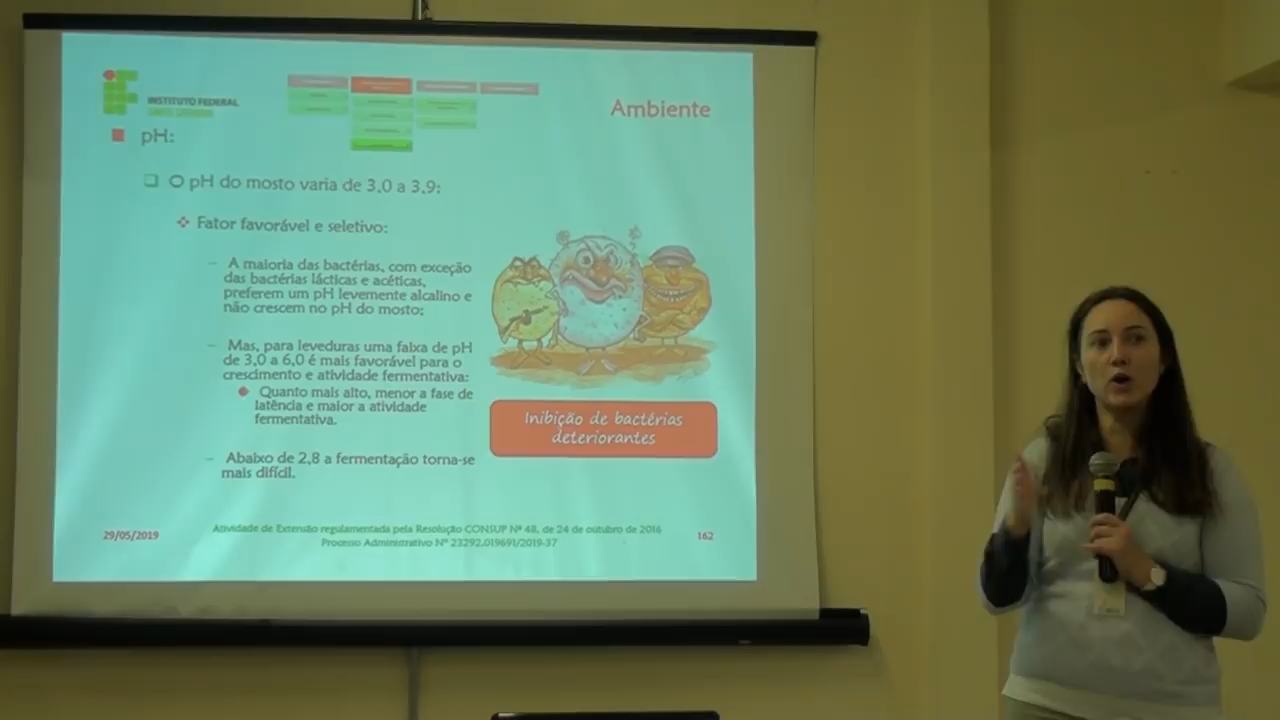 INSTITUTO FEDERAL
Ambiente
pH:
O pH do mosto varia de 3,0 a 3,9:
Fator favorável e seletivo:
– A maioria das bactérias, com exceção
das bactérias lácticas e acéticas,
preferem um pH levemente alcalino e
não crescem no pH do mosto;
– Mas, para leveduras uma faixa de pH
de 3,0 a 6,0 é mais favorável para o
crescimento e atividade fermentativa:
Quanto mais alto, menor a fase de
latência e maior a atividade
fermentativa.
– Abaixo de 2,8 a fermentação torna-se
mais difícil.
Inibição de bactérias
deteriorantes
29/05/2019
Atividade de Extensão regulamentada pela Resolução CONSUP Nº 48, de 24 de outubro de 2016
Processo Administrativo Nº 23292.019691/2019-37
162